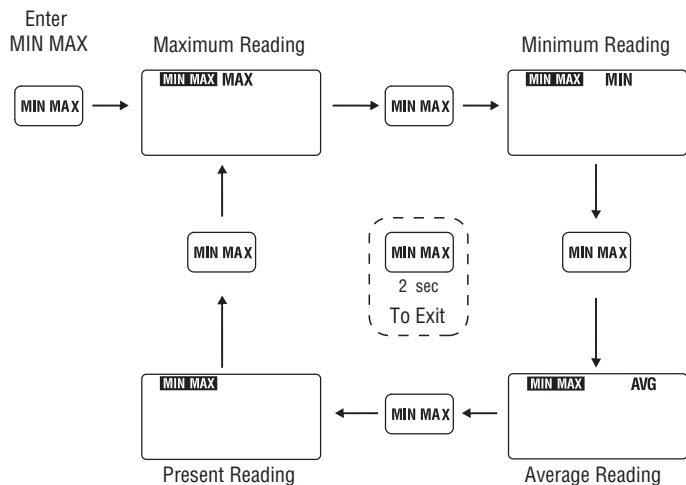 Enter
MIN MAX
MIN MAX
Maximum Reading
MIN MAX MAX
MIN MAX
Minimum Reading
MIN MAX MIN
MIN MAX
MIN MAX
2 sec
To Exit
MIN MAX
MIN MAX
Present Reading
MIN MAX
MIN MAX AVG
Average Reading